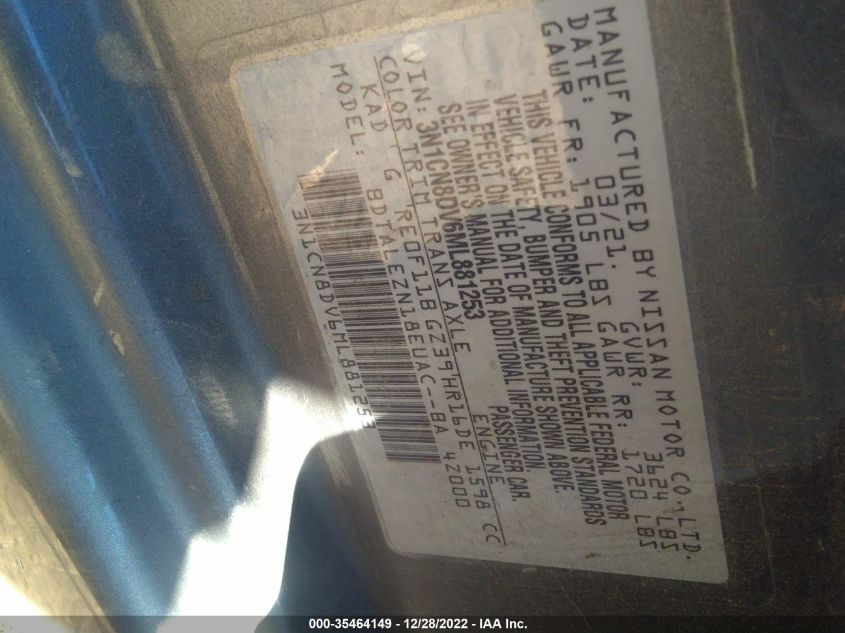 MANUFACTURED BY NISSAN MOTOR CO., LTD.
DATE: 03/21. GVWR: 3624 LBS
GAWR FR: 1905 LBS GAWR RR: 1720 LBS
THIS VEHICLE CONFORMS TO ALL APPLICABLE FEDERAL MOTOR
VEHICLE SAFETY, BUMPER AND THEFT PREVENTION STANDARDS
IN EFFECT ON THE DATE OF MANUFACTURE SHOWN ABOVE.
SEE OWNER'S MANUAL FOR ADDITIONAL INFORMATION.
VIN: 3N1CN8DV6ML881253 PASSENGER CAR
COLOR TRIM TRANS AXLE ENGINE
KAD G RE0F11B GZ39HR16DE 1598 CC
MODEL: BDTALEZN18EUAC--8A 4Z000
3N1CN8DV6ML881253
000-35464149 - 12/28/2022 - IAA Inc.